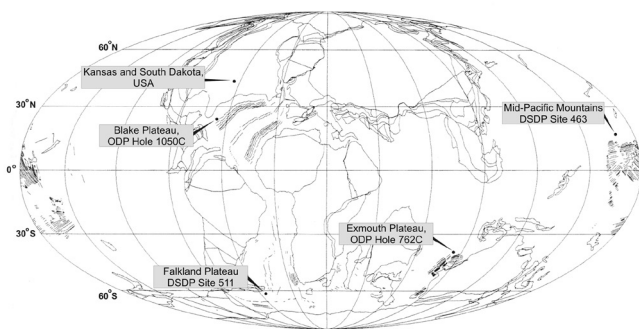 60°N
Kansas and South Dakota,
USA
30°N
Mid-Pacific Mountains
DSDP Site 463
Blake Plateau,
ODP Hole 1050C
0°
30°S
Exmouth Plateau,
ODP Hole 762C
Falkland Plateau
DSDP Site 511
60°S